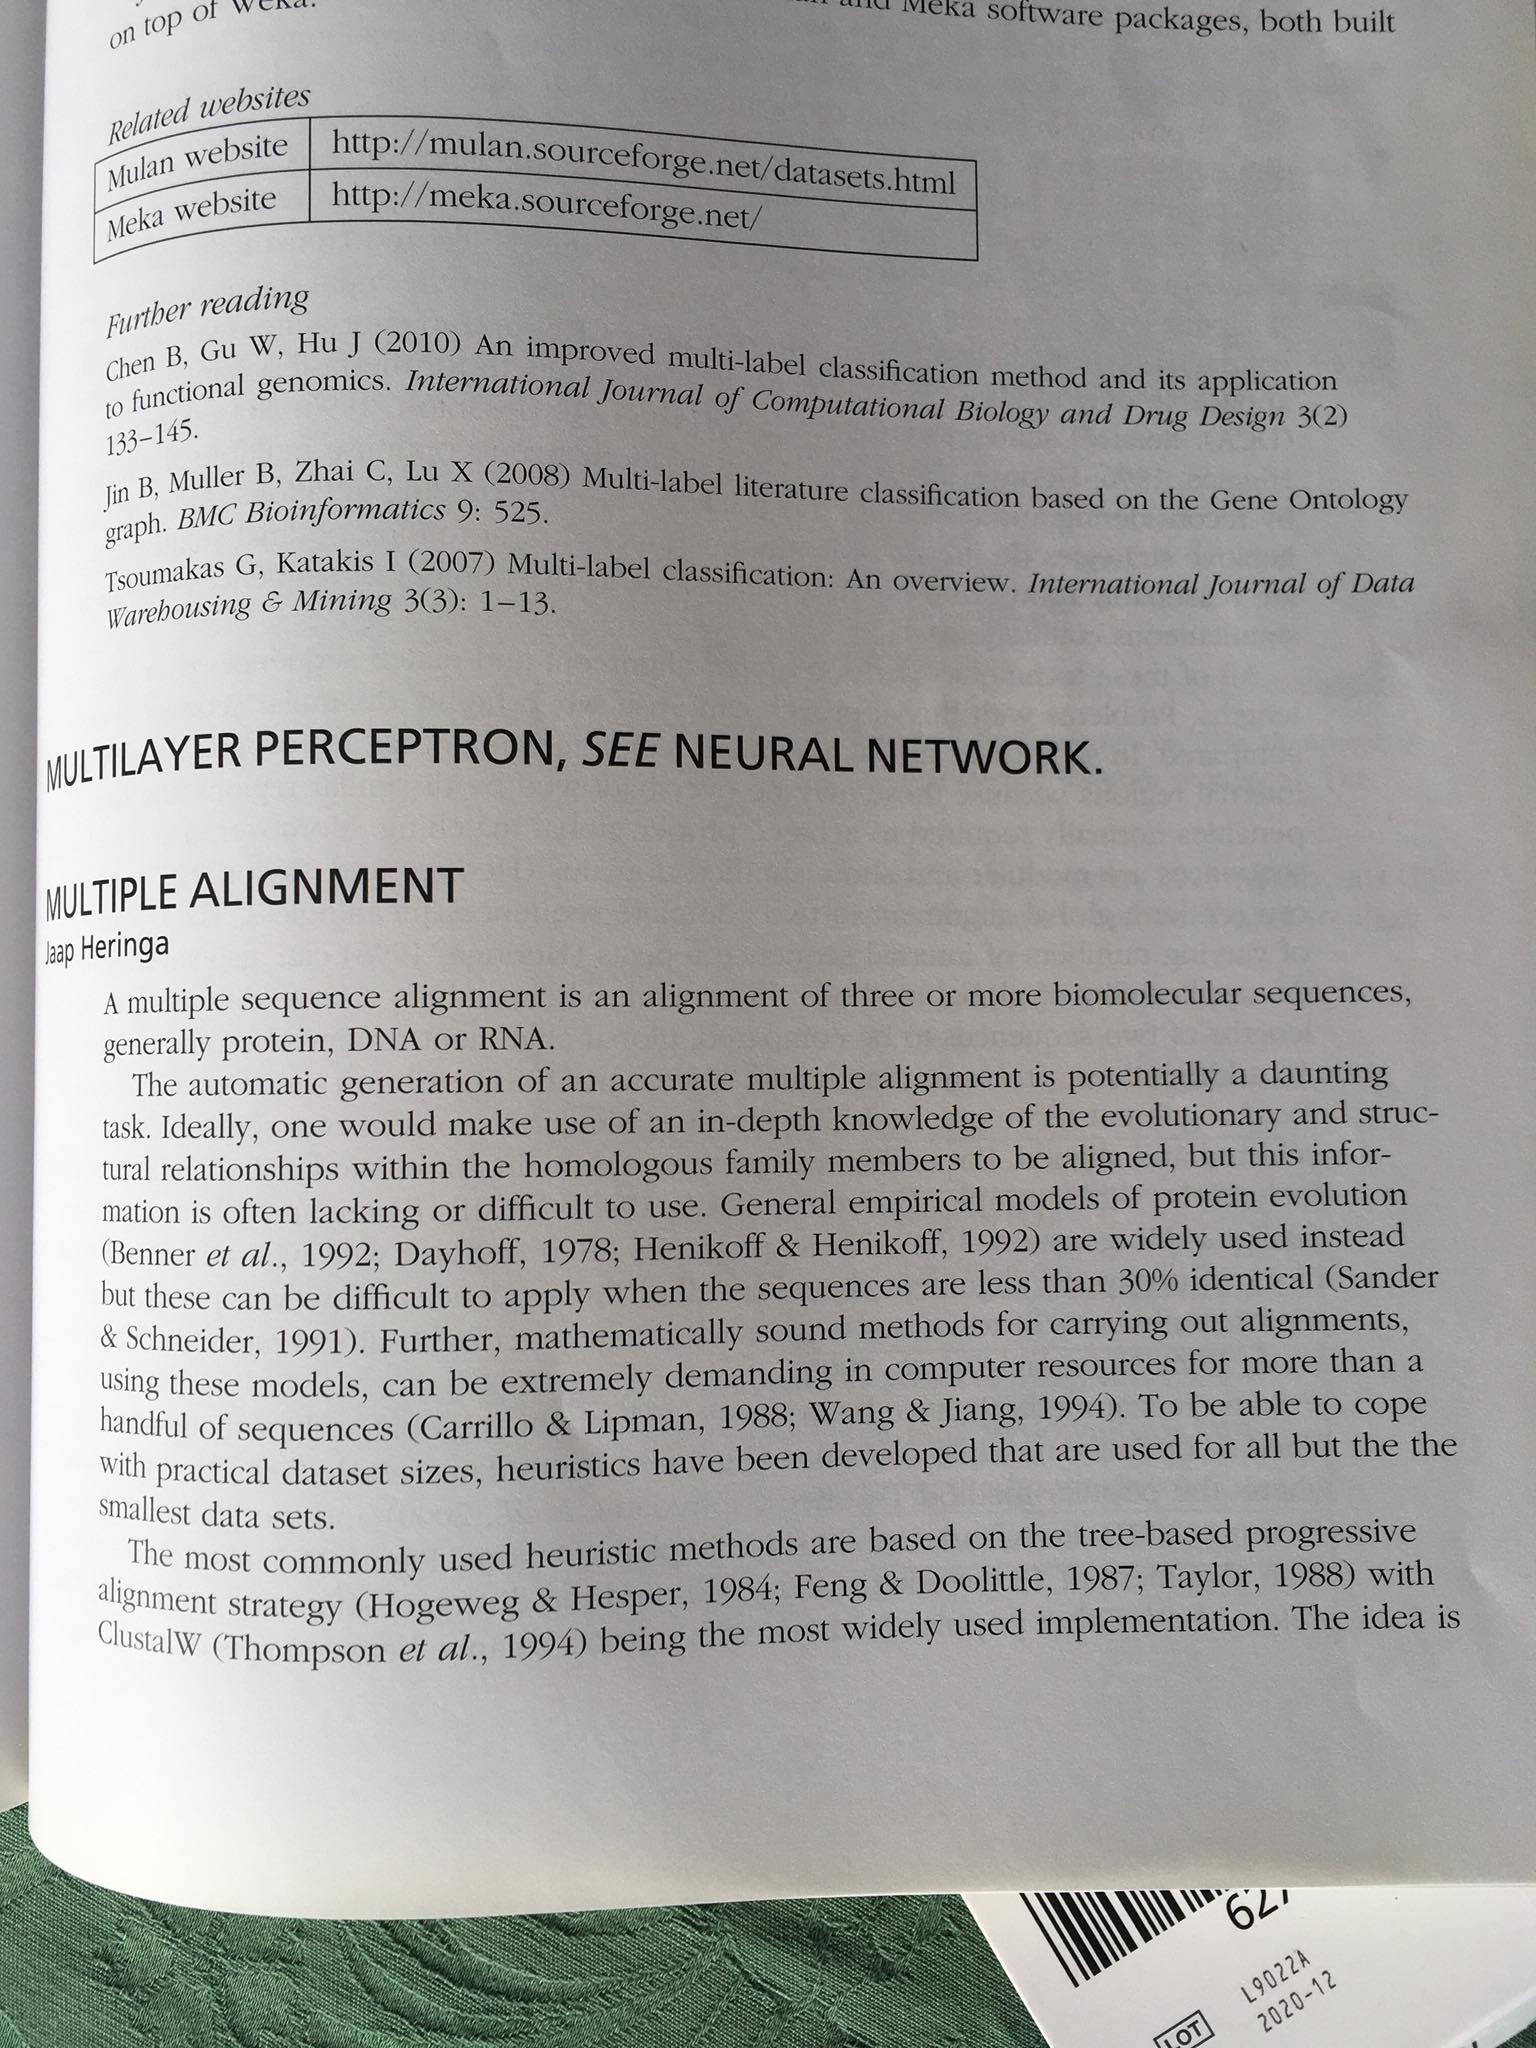 and Meka software packages, both built
on top of Weka.
Related websites
Mulan website http://mulan.sourceforge.net/datasets.html
Meka website http://meka.sourceforge.net/
Further reading
Chen B, Gu W, Hu J (2010) An improved multi-label classification method and its application
to functional genomics. International Journal of Computational Biology and Drug Design 3(2)
133–145.
Jin B, Muller B, Zhai C, Lu X (2008) Multi-label literature classification based on the Gene Ontology
graph. BMC Bioinformatics 9: 525.
Tsoumakas G, Katakis I (2007) Multi-label classification: An overview. International Journal of Data
Warehousing & Mining 3(3): 1–13.
MULTILAYER PERCEPTRON, SEE NEURAL NETWORK.
MULTIPLE ALIGNMENT
Jaap Heringa
A multiple sequence alignment is an alignment of three or more biomolecular sequences,
generally protein, DNA or RNA.
The automatic generation of an accurate multiple alignment is potentially a daunting
task. Ideally, one would make use of an in-depth knowledge of the evolutionary and struc-
tural relationships within the homologous family members to be aligned, but this infor-
mation is often lacking or difficult to use. General empirical models of protein evolution
(Benner et al., 1992; Dayhoff, 1978; Henikoff & Henikoff, 1992) are widely used instead
but these can be difficult to apply when the sequences are less than 30% identical (Sander
& Schneider, 1991). Further, mathematically sound methods for carrying out alignments,
using these models, can be extremely demanding in computer resources for more than a
handful of sequences (Carrillo & Lipman, 1988; Wang & Jiang, 1994). To be able to cope
with practical dataset sizes, heuristics have been developed that are used for all but the the
smallest data sets.
The most commonly used heuristic methods are based on the tree-based progressive
alignment strategy (Hogeweg & Hesper, 1984; Feng & Doolittle, 1987; Taylor, 1988) with
ClustalW (Thompson et al., 1994) being the most widely used implementation. The idea is
627
L9022A
2020-12
LOT